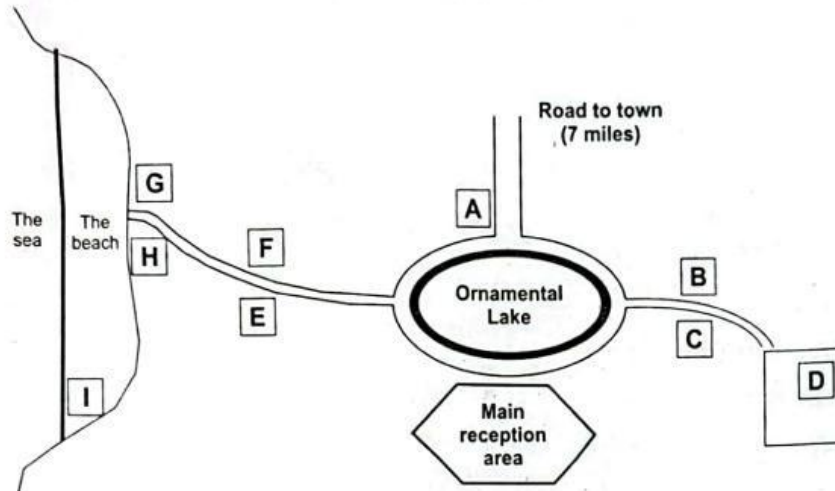 Road to town
(7 miles)
G
A
The
sea
The
beach
H
F
B
E
Ornamental
Lake
C
D
I
Main
reception
area